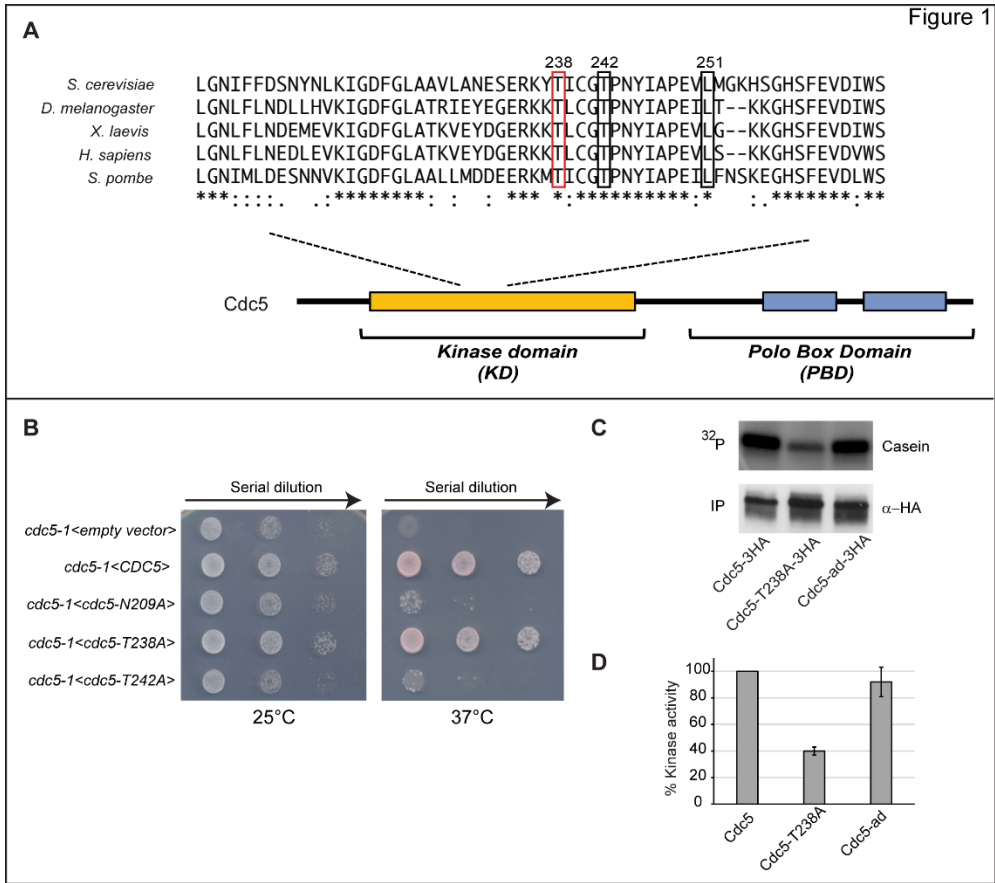 Figure 1
A
238 242 251
S. cerevisiae LGNIFFDSNYNLKIGDFGLAAVLANESERKYTICGTPNYIAPEVLMGKHSGHSFEVDIWS
D. melanogaster LGNLFLNDLLHVKIGDFGLATRIEYEGERKKTLCGTPNYIAPEILT--KKGHSFEVDIWS
X. laevis LGNLFLNDEMEVKIGDFGLATKVEYDGERKKTLCGTPNYIAPEVLG--KKGHSFEVDIWS
H. sapiens LGNLFLNEDLEVKIGDFGLATKVEYDGERKKTLCGTPNYIAPEVLS--KKGHSFEVDVWS
S. pombe LGNIMLDESNNVKIGDFGLAALLMDDEERKMTICGTPNYIAPEILFNSKEGHSFEVDLWS
***::::.  .:********  :  : *** *:**********:*   :.*******:**
Cdc5
Kinase domain
(KD)
Polo Box Domain
(PBD)
B
Serial dilution
Serial dilution
cdc5-1<empty vector>
cdc5-1<CDC5>
cdc5-1<cdc5-N209A>
cdc5-1<cdc5-T238A>
cdc5-1<cdc5-T242A>
25°C
37°C
C
32P
Casein
IP
α-HA
Cdc5-3HA
Cdc5-T238A-3HA
Cdc5-ad-3HA
D
% Kinase activity
100
80
60
40
20
0
Cdc5
Cdc5-T238A
Cdc5-ad